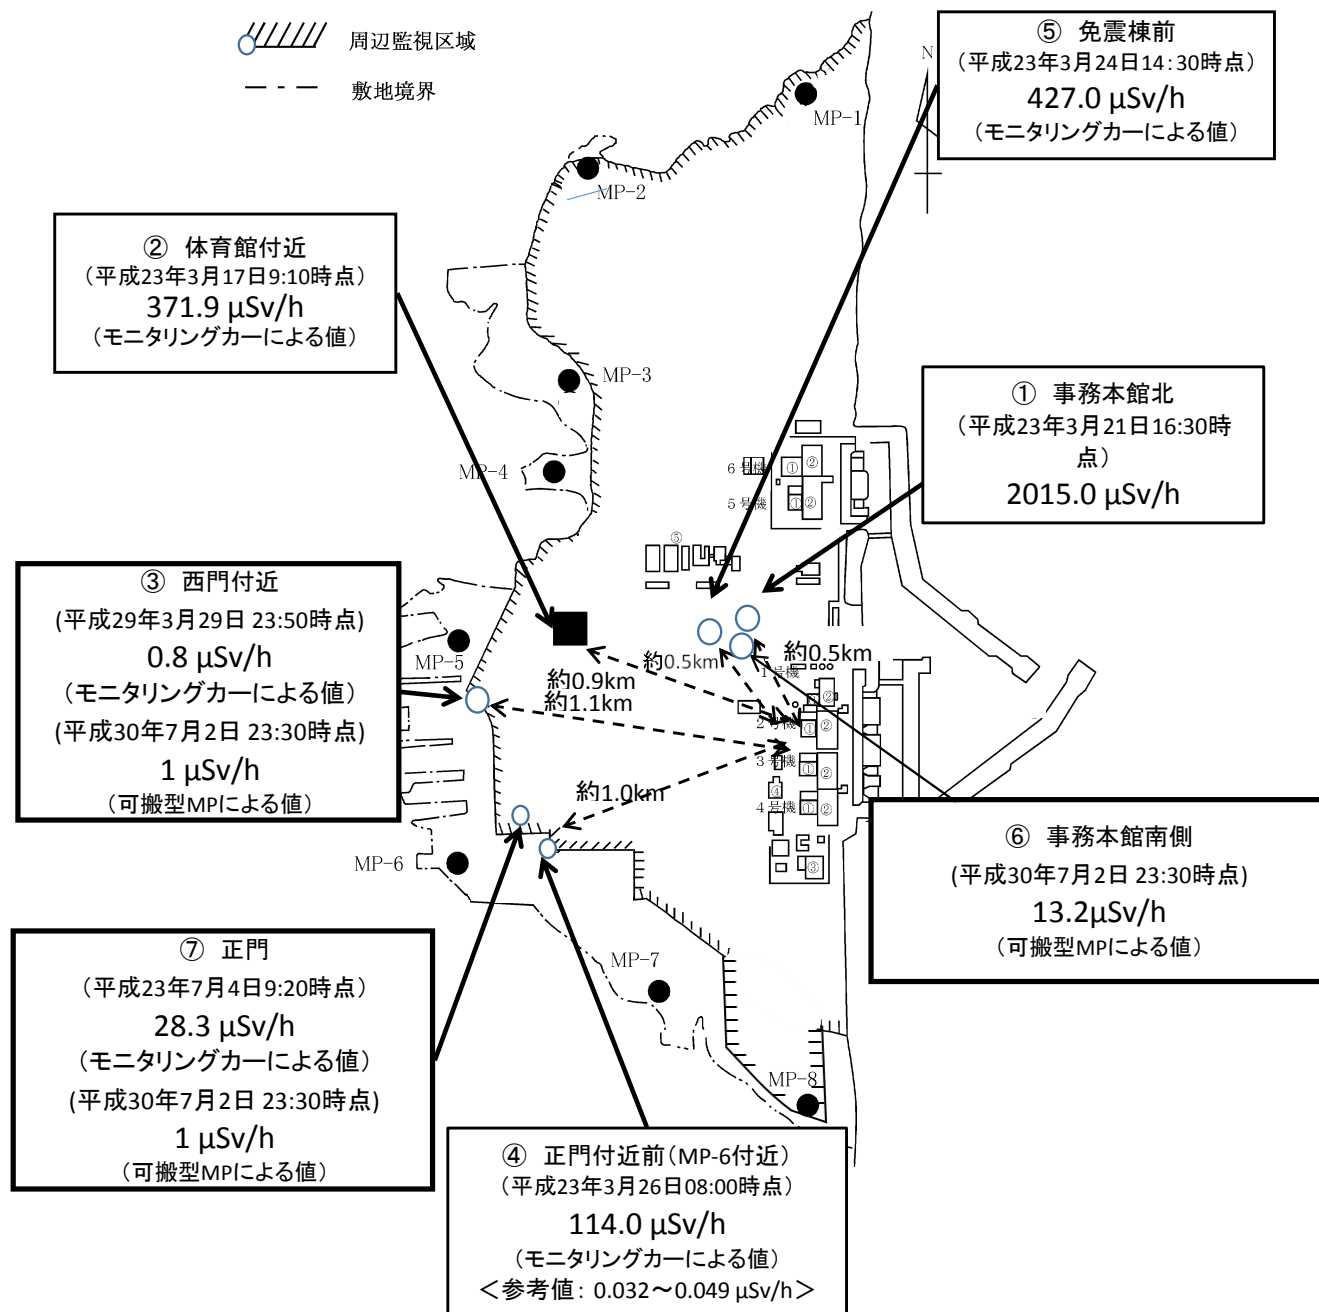 周辺監視区域
敷地境界
⑤ 免震棟前
(平成23年3月24日14:30時点)
427.0 μSv/h
(モニタリングカーによる値)
N
MP-1
MP-2
② 体育館付近
(平成23年3月17日9:10時点)
371.9 μSv/h
(モニタリングカーによる値)
MP-3
① 事務本館北
(平成23年3月21日16:30時
点)
2015.0 μSv/h
MP-4
6号機
① ②
5号機
① ②
⑤
③ 西門付近
(平成29年3月29日 23:50時点)
0.8 μSv/h
(モニタリングカーによる値)
(平成30年7月2日 23:30時点)
1 μSv/h
(可搬型MPによる値)
MP-5
約0.5km
約0.5km
約0.9km
約1.1km
1号機
②
2号機
① ②
3号機
① ②
約1.0km
④
4号機
① ②
③
MP-6
⑥ 事務本館南側
(平成30年7月2日 23:30時点)
13.2μSv/h
(可搬型MPによる値)
⑦ 正門
(平成23年7月4日9:20時点)
28.3 μSv/h
(モニタリングカーによる値)
(平成30年7月2日 23:30時点)
1 μSv/h
(可搬型MPによる値)
MP-7
MP-8
④ 正門付近前(MP-6付近)
(平成23年3月26日08:00時点)
114.0 μSv/h
(モニタリングカーによる値)
<参考値: 0.032~0.049 μSv/h>